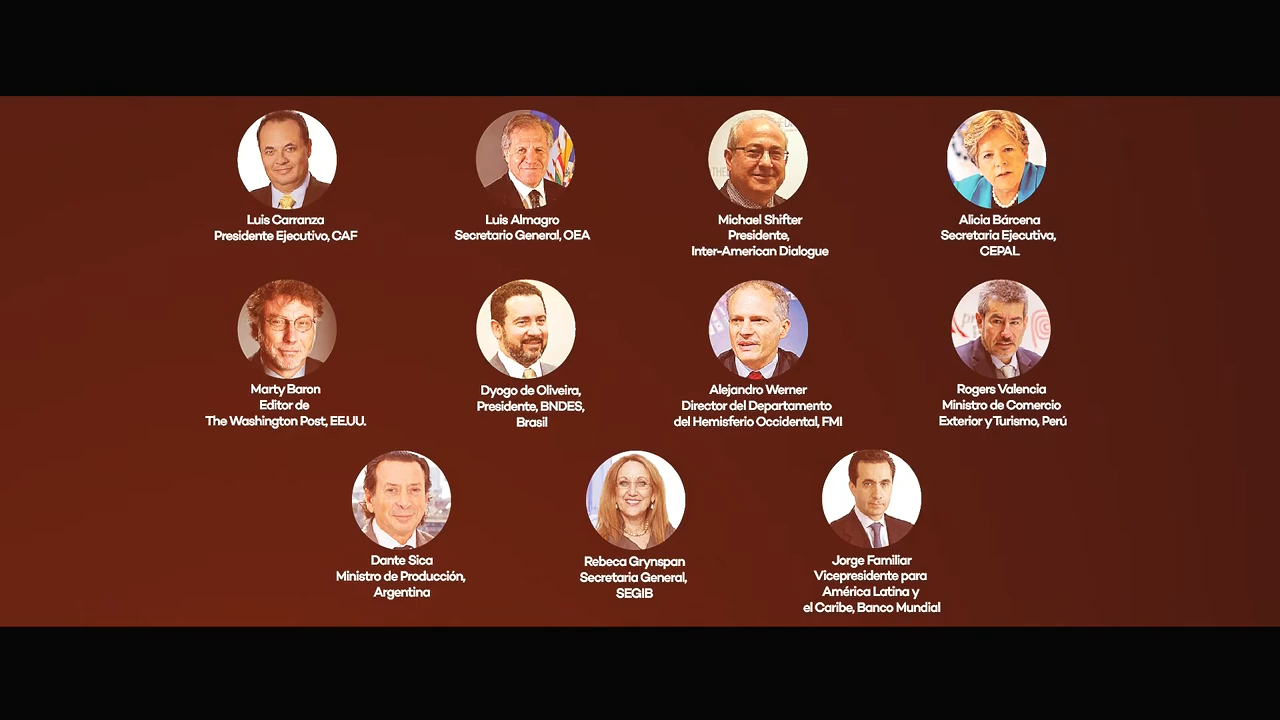 Luis Carranza
Presidente Ejecutivo, CAF
Luis Almagro
Secretario General, OEA
Michael Shifter
Presidente,
Inter-American Dialogue
Alicia Bárcena
Secretaria Ejecutiva,
CEPAL
Marty Baron
Editor de
The Washington Post, EE.UU.
Dyogo de Oliveira,
Presidente, BNDES,
Brasil
Alejandro Werner
Director del Departamento
del Hemisferio Occidental, FMI
Rogers Valencia
Ministro de Comercio
Exterior y Turismo, Perú
Dante Sica
Ministro de Producción,
Argentina
Rebeca Grynspan
Secretaria General,
SEGIB
Jorge Familiar
Vicepresidente para
América Latina y
el Caribe, Banco Mundial